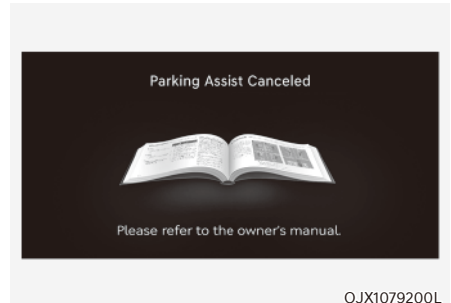 Parking Assist Canceled
Please refer to the owner's manual.
OJX1079200L